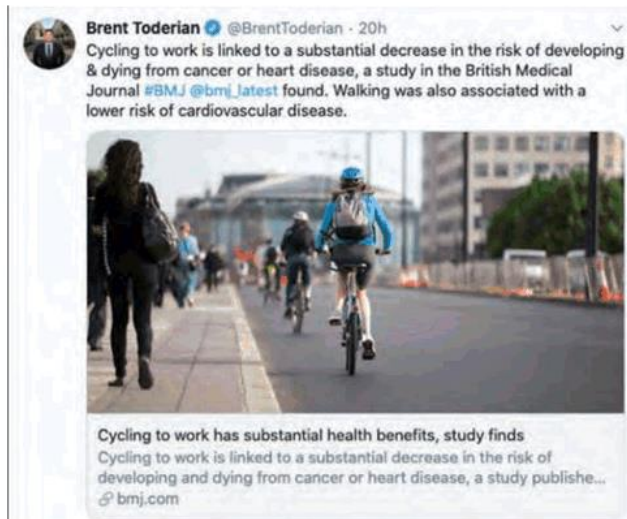 Brent Toderian @BrentToderian · 20h
Cycling to work is linked to a substantial decrease in the risk of developing
& dying from cancer or heart disease, a study in the British Medical
Journal #BMJ @bmj_latest found. Walking was also associated with a
lower risk of cardiovascular disease.
Cycling to work has substantial health benefits, study finds
Cycling to work is linked to a substantial decrease in the risk of
developing and dying from cancer or heart disease, a study publishe...
bmj.com